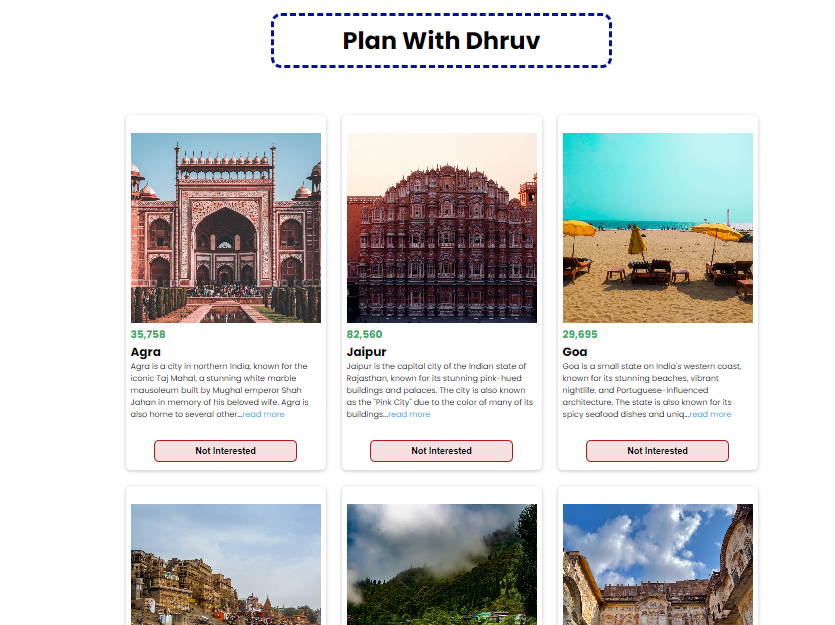 Plan With Dhruv
35,758
Agra
Agra is a city in northern India, known for the
iconic Taj Mahal, a stunning white marble
mausoleum built by Mughal emperor Shah
Jahan in memory of his beloved wife. Agra is
also home to several other...read more
Not Interested
82,560
Jaipur
Jaipur is the capital city of the Indian state of
Rajasthan, known for its stunning pink-hued
buildings and palaces. The city is also known
as the "Pink City" due to the color of many of its
buildings...read more
Not Interested
29,695
Goa
Goa is a small state on India's western coast,
known for its stunning beaches, vibrant
nightlife, and Portuguese-influenced
architecture. The state is also known for its
spicy seafood dishes and uniq...read more
Not Interested